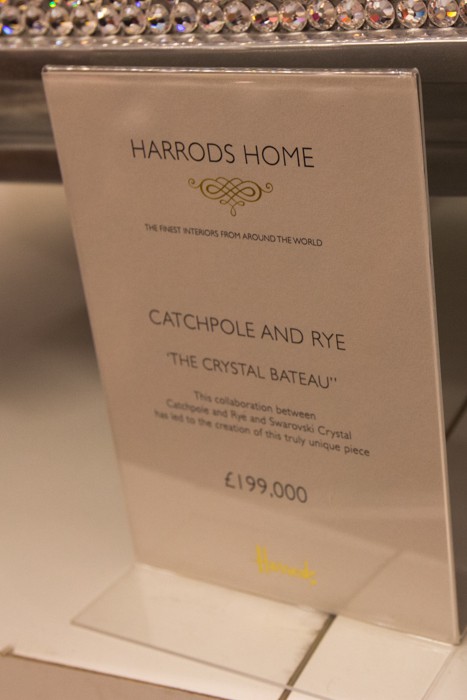 HARRODS HOME
THE FINEST INTERIORS FROM AROUND THE WORLD
CATCHPOLE AND RYE
'THE CRYSTAL BATEAU"
This collaboration between
Catchpole and Rye and Swarovski Crystal
has led to the creation of this truly unique piece
£199,000
Harrods